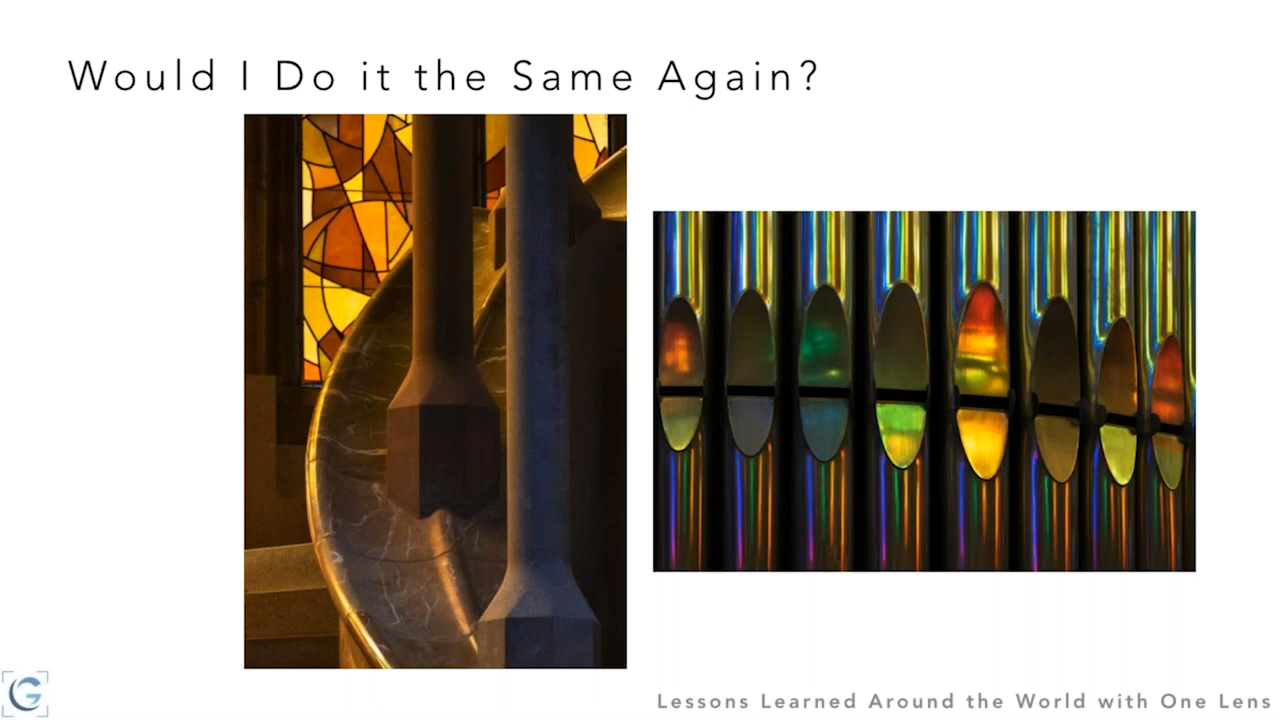 Would I Do it the Same Again?
G
Lessons Learned Around the World with One Lens